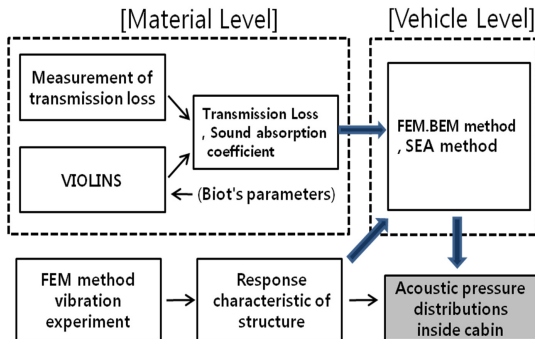 [Material Level]
[Vehicle Level]
Measurement of
transmission loss
Transmission Loss
, Sound absorption
coefficient
FEM.BEM method
, SEA method
VIOLINS
(Biot's parameters)
FEM method
vibration
experiment
Response
characteristic of
structure
Acoustic pressure
distributions
inside cabin